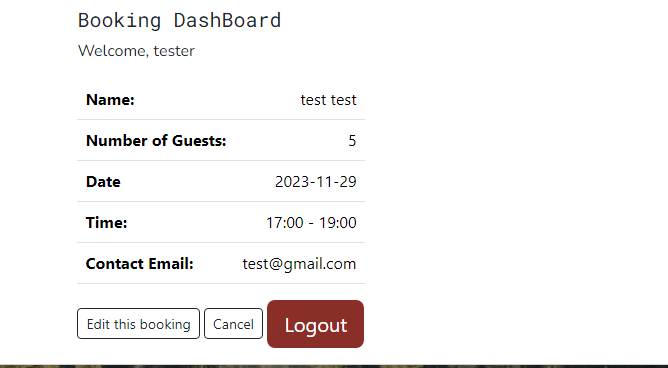 Booking DashBoard
Welcome, tester
Name: test test
Number of Guests: 5
Date 2023-11-29
Time: 17:00 - 19:00
Contact Email: test@gmail.com
Edit this booking Cancel Logout